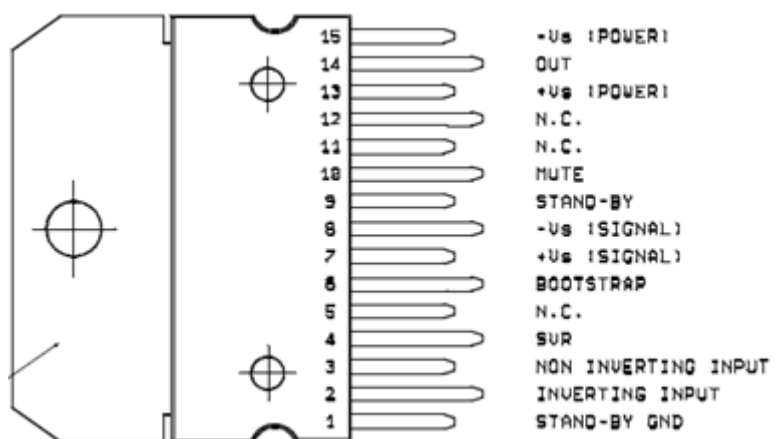 15 -Vs (POWER)
14 OUT
13 +Vs (POWER)
12 N.C.
11 N.C.
10 MUTE
9 STAND-BY
8 -Vs (SIGNAL)
7 +Vs (SIGNAL)
6 BOOTSTRAP
5 N.C.
4 SVR
3 NON INVERTING INPUT
2 INVERTING INPUT
1 STAND-BY GND